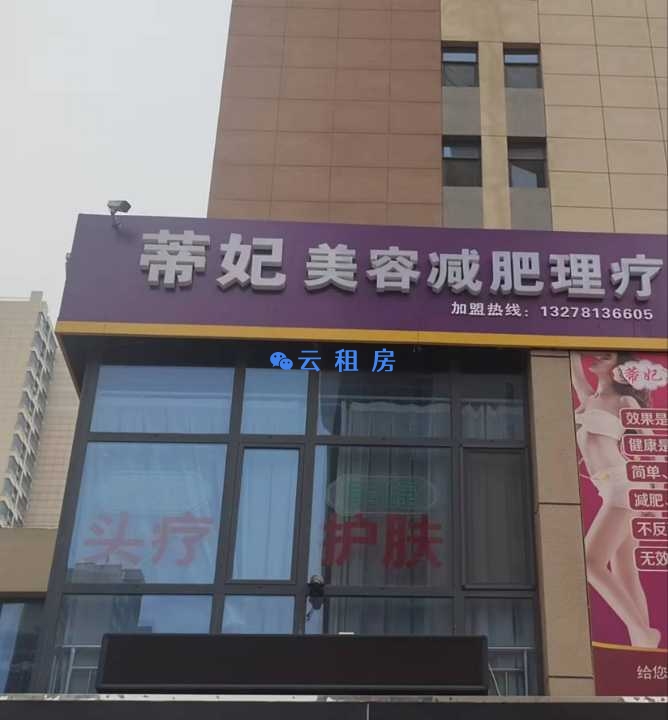 蒂妃 美容减肥理疗
加盟热线：13278136605
云租房
蒂妃
效果是
健康是
简单、
减肥、
不反
无效
给您
头疗 护肤